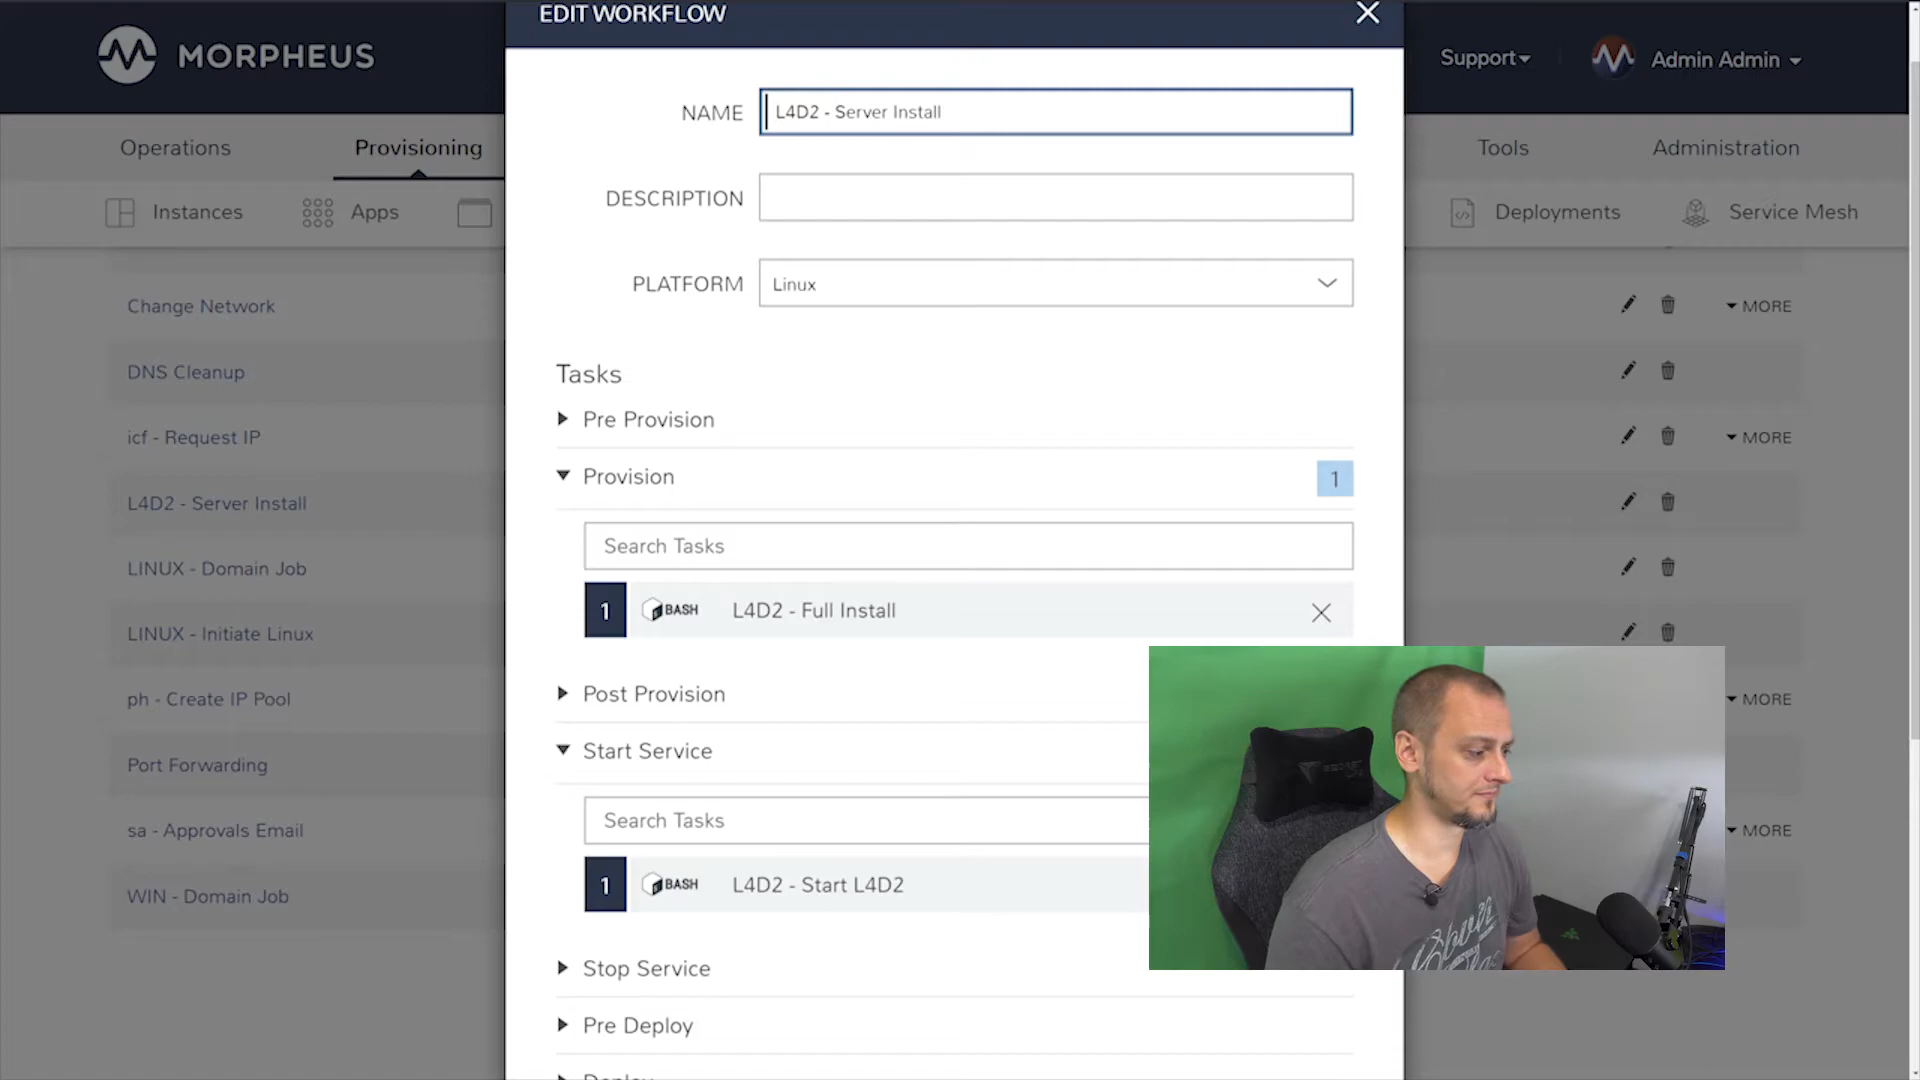 EDIT WORKFLOW
MORPHEUS
Support
Admin Admin
NAME
L4D2 - Server Install
Operations
Provisioning
Tools
Administration
DESCRIPTION
Instances
Apps
Deployments
Service Mesh
PLATFORM
Linux
Change Network
MORE
DNS Cleanup
Tasks
Pre Provision
icf - Request IP
MORE
Provision
1
L4D2 - Server Install
Search Tasks
LINUX - Domain Job
1
BASH
L4D2 - Full Install
LINUX - Initiate Linux
ph - Create IP Pool
Post Provision
MORE
Port Forwarding
Start Service
sa - Approvals Email
Search Tasks
MORE
WIN - Domain Job
1
BASH
L4D2 - Start L4D2
Stop Service
Pre Deploy